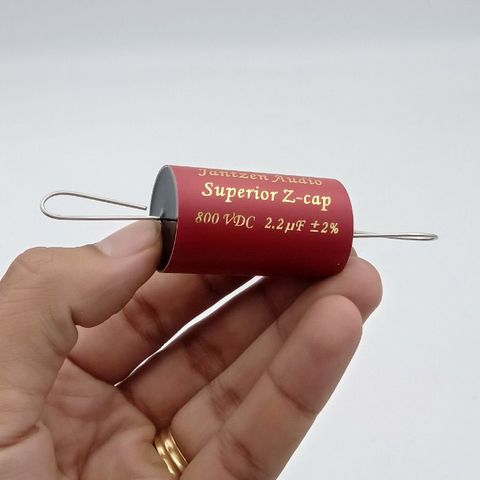 Jantzen Audio
Superior Z-cap
800 VDC 2.2µF ±2%